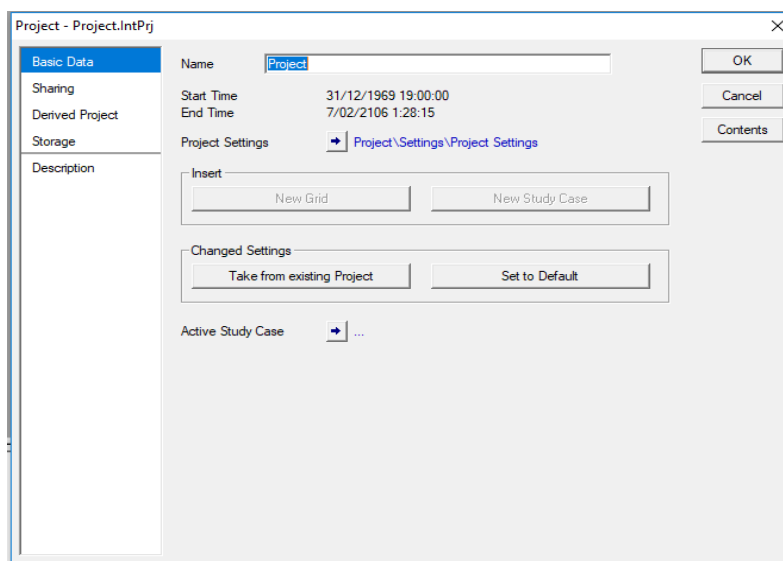 Project - Project.IntPrj
Basic Data
Sharing
Derived Project
Storage
Description
Name Project
Start Time 31/12/1969 19:00:00
End Time 7/02/2106 1:28:15
Project Settings Project\Settings\Project Settings
Insert
New Grid New Study Case
Changed Settings
Take from existing Project Set to Default
Active Study Case ...
OK
Cancel
Contents